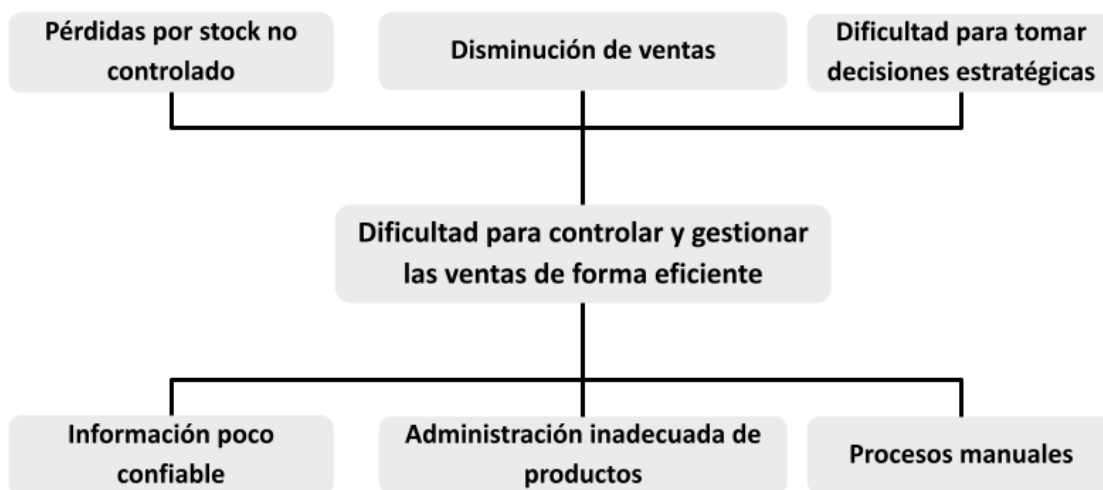 Pérdidas por stock no
controlado
Disminución de ventas
Dificultad para tomar
decisiones estratégicas
Dificultad para controlar y gestionar
las ventas de forma eficiente
Información poco
confiable
Administración inadecuada de
productos
Procesos manuales